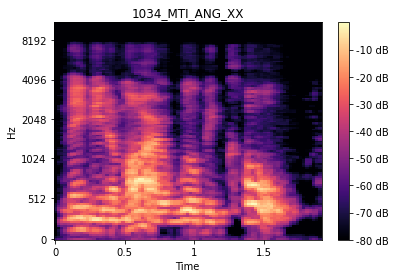 1034_MTI_ANG_XX
8192
4096
2048
1024
512
0
Hz
0
0.5
1
1.5
Time
-10 dB
-20 dB
-30 dB
-40 dB
-50 dB
-60 dB
-70 dB
-80 dB